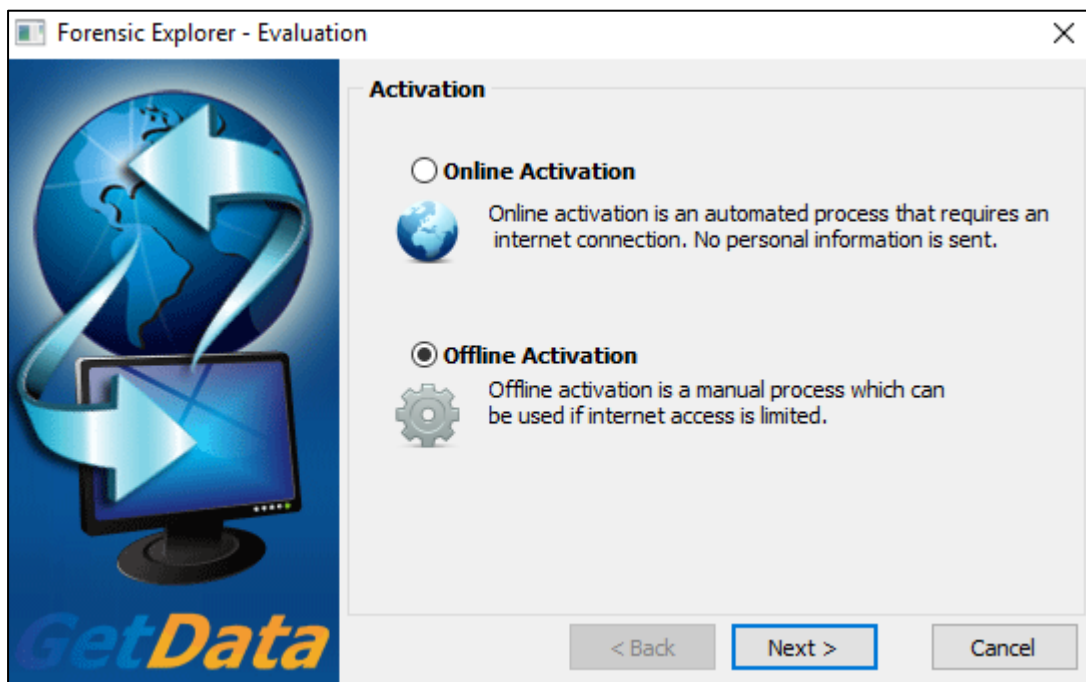 Forensic Explorer - Evaluation
Activation
Online Activation
Online activation is an automated process that requires an
internet connection. No personal information is sent.
Offline Activation
Offline activation is a manual process which can
be used if internet access is limited.
GetData
< Back
Next >
Cancel